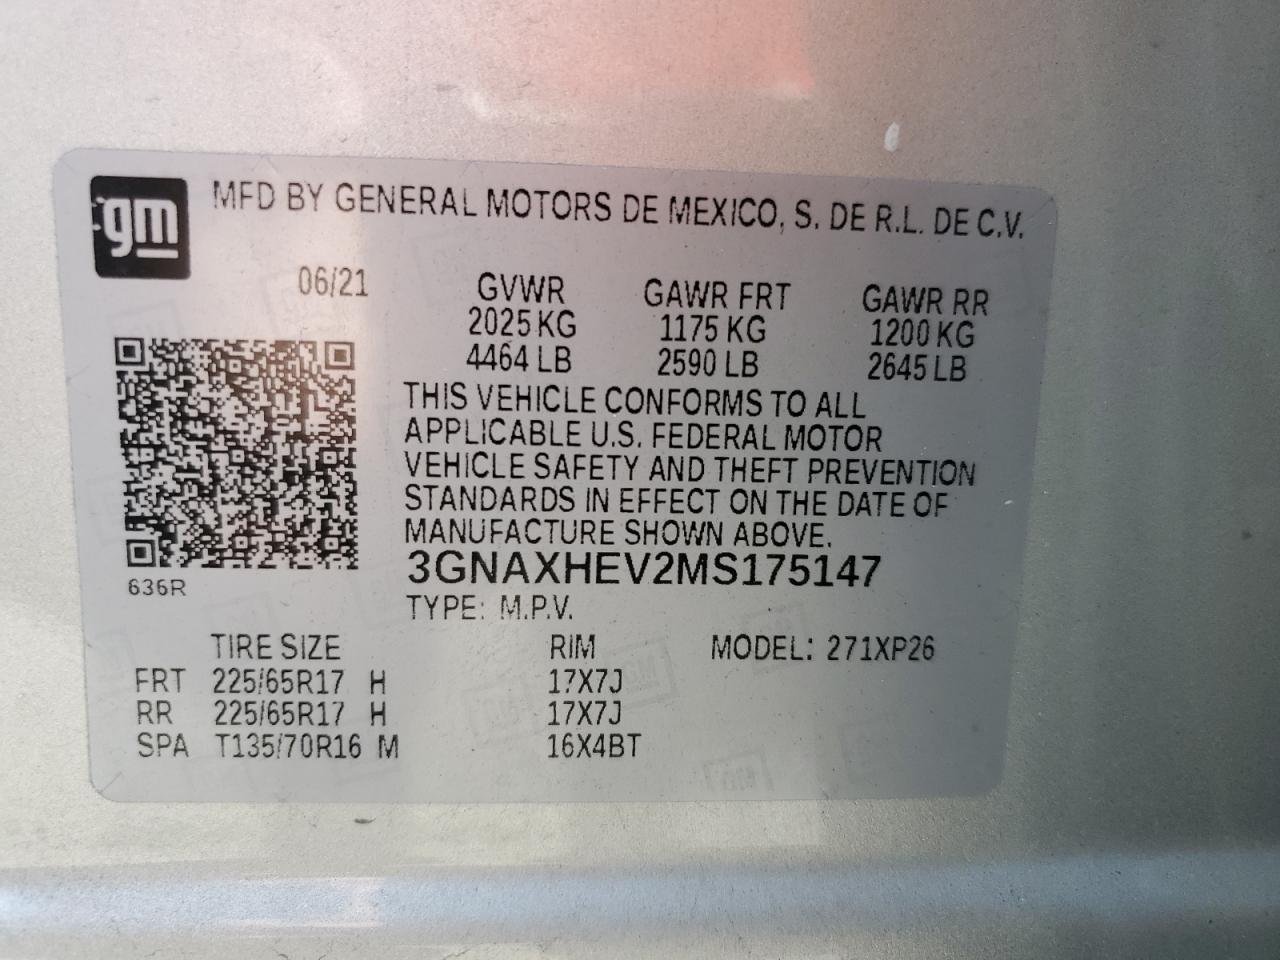 gm
MFD BY GENERAL MOTORS DE MEXICO, S. DE R.L. DE C.V.
06/21 GVWR GAWR FRT GAWR RR
2025 KG 1175 KG 1200 KG
4464 LB 2590 LB 2645 LB
THIS VEHICLE CONFORMS TO ALL
APPLICABLE U.S. FEDERAL MOTOR
VEHICLE SAFETY AND THEFT PREVENTION
STANDARDS IN EFFECT ON THE DATE OF
MANUFACTURE SHOWN ABOVE.
3GNAXHEV2MS175147
636R
TYPE: M.P.V.
TIRE SIZE RIM MODEL: 271XP26
FRT 225/65R17 H 17X7J
RR 225/65R17 H 17X7J
SPA T135/70R16 M 16X4BT